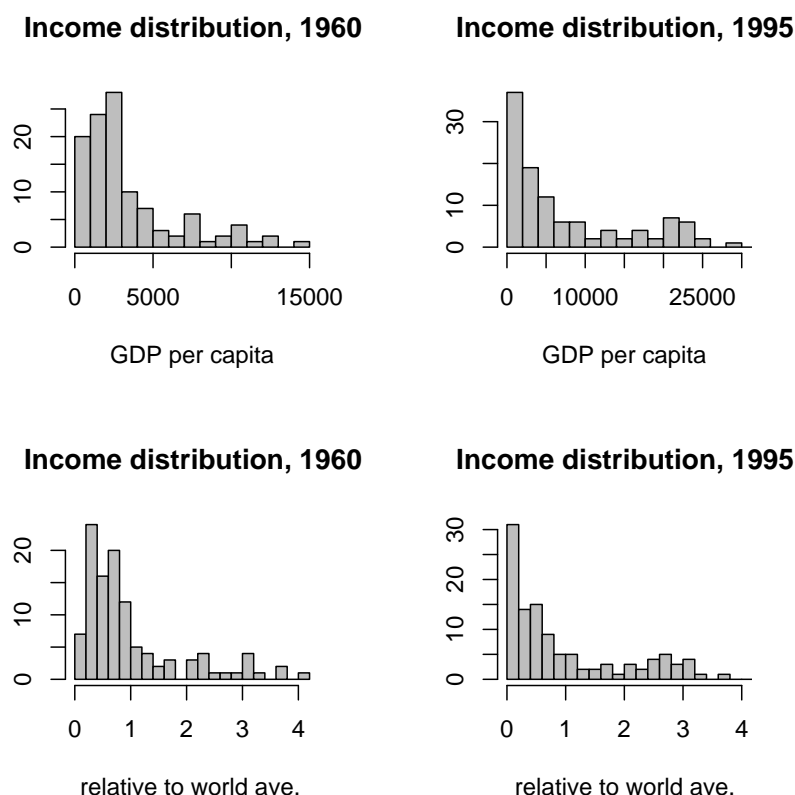 Income distribution, 1960
20
10
0
0 5000 15000
GDP per capita
Income distribution, 1995
30
10
0
0 10000 25000
GDP per capita
Income distribution, 1960
20
10
0
0 1 2 3 4
relative to world ave.
Income distribution, 1995
30
20
10
0
0 1 2 3 4
relative to world ave.